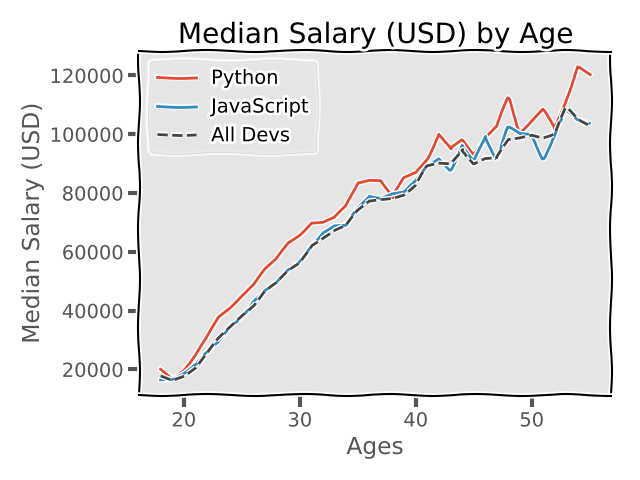 Median Salary (USD) by Age
Python
JavaScript
All Devs
Median Salary (USD)
120000
100000
80000
60000
40000
20000
20 30 40 50
Ages